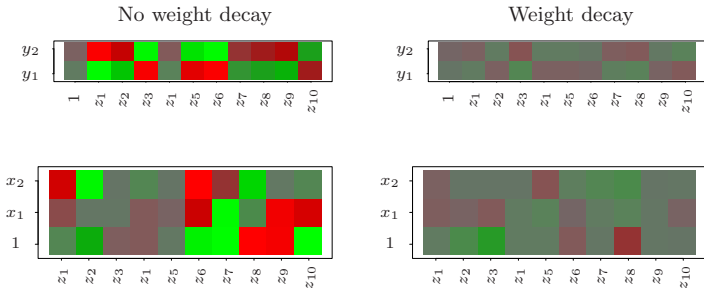 No weight decay
Weight decay
y2
y1
1 z1 z2 z3 z1 z5 z6 z7 z8 z9 z10
y2
y1
1 z1 z2 z3 z1 z5 z6 z7 z8 z9 z10
x2
x1
1
z1 z2 z3 z1 z5 z6 z7 z8 z9 z10
x2
x1
1
z1 z2 z3 z1 z5 z6 z7 z8 z9 z10